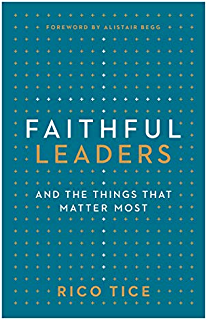 FOREWORD BY ALISTAIR BEGG
FAITHFUL
LEADERS
AND THE THINGS THAT
MATTER MOST
RICO TICE